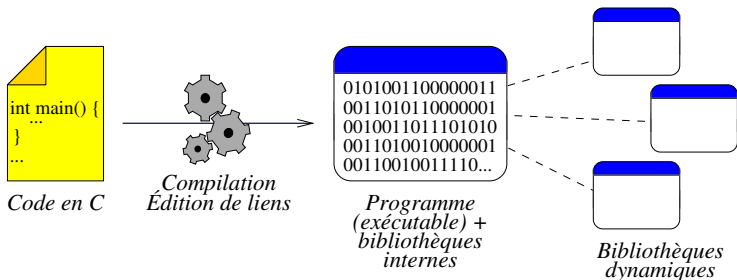 int main() {
...
}
...
Code en C
Compilation
Édition de liens
0101001100000011
0011010110000001
0010011011101010
0011010010000001
00110010011110...
Programme
(exécutable) +
bibliothèques
internes
Bibliothèques
dynamiques